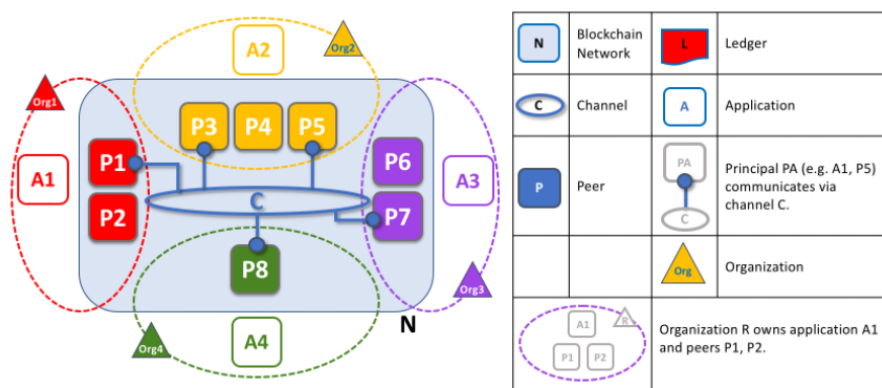 A2
Org2
Org1
P3 P4 P5
P1
P6
A1
A3
P2
C
P7
P8
Org3
N
Org4
A4
N
Blockchain
Network
L
Ledger
C
Channel
A
Application
P
Peer
PA
C
Principal PA (e.g. A1, P5)
communicates via
channel C.
Org
Organization
A1
R
P1
P2
Organization R owns application A1
and peers P1, P2.